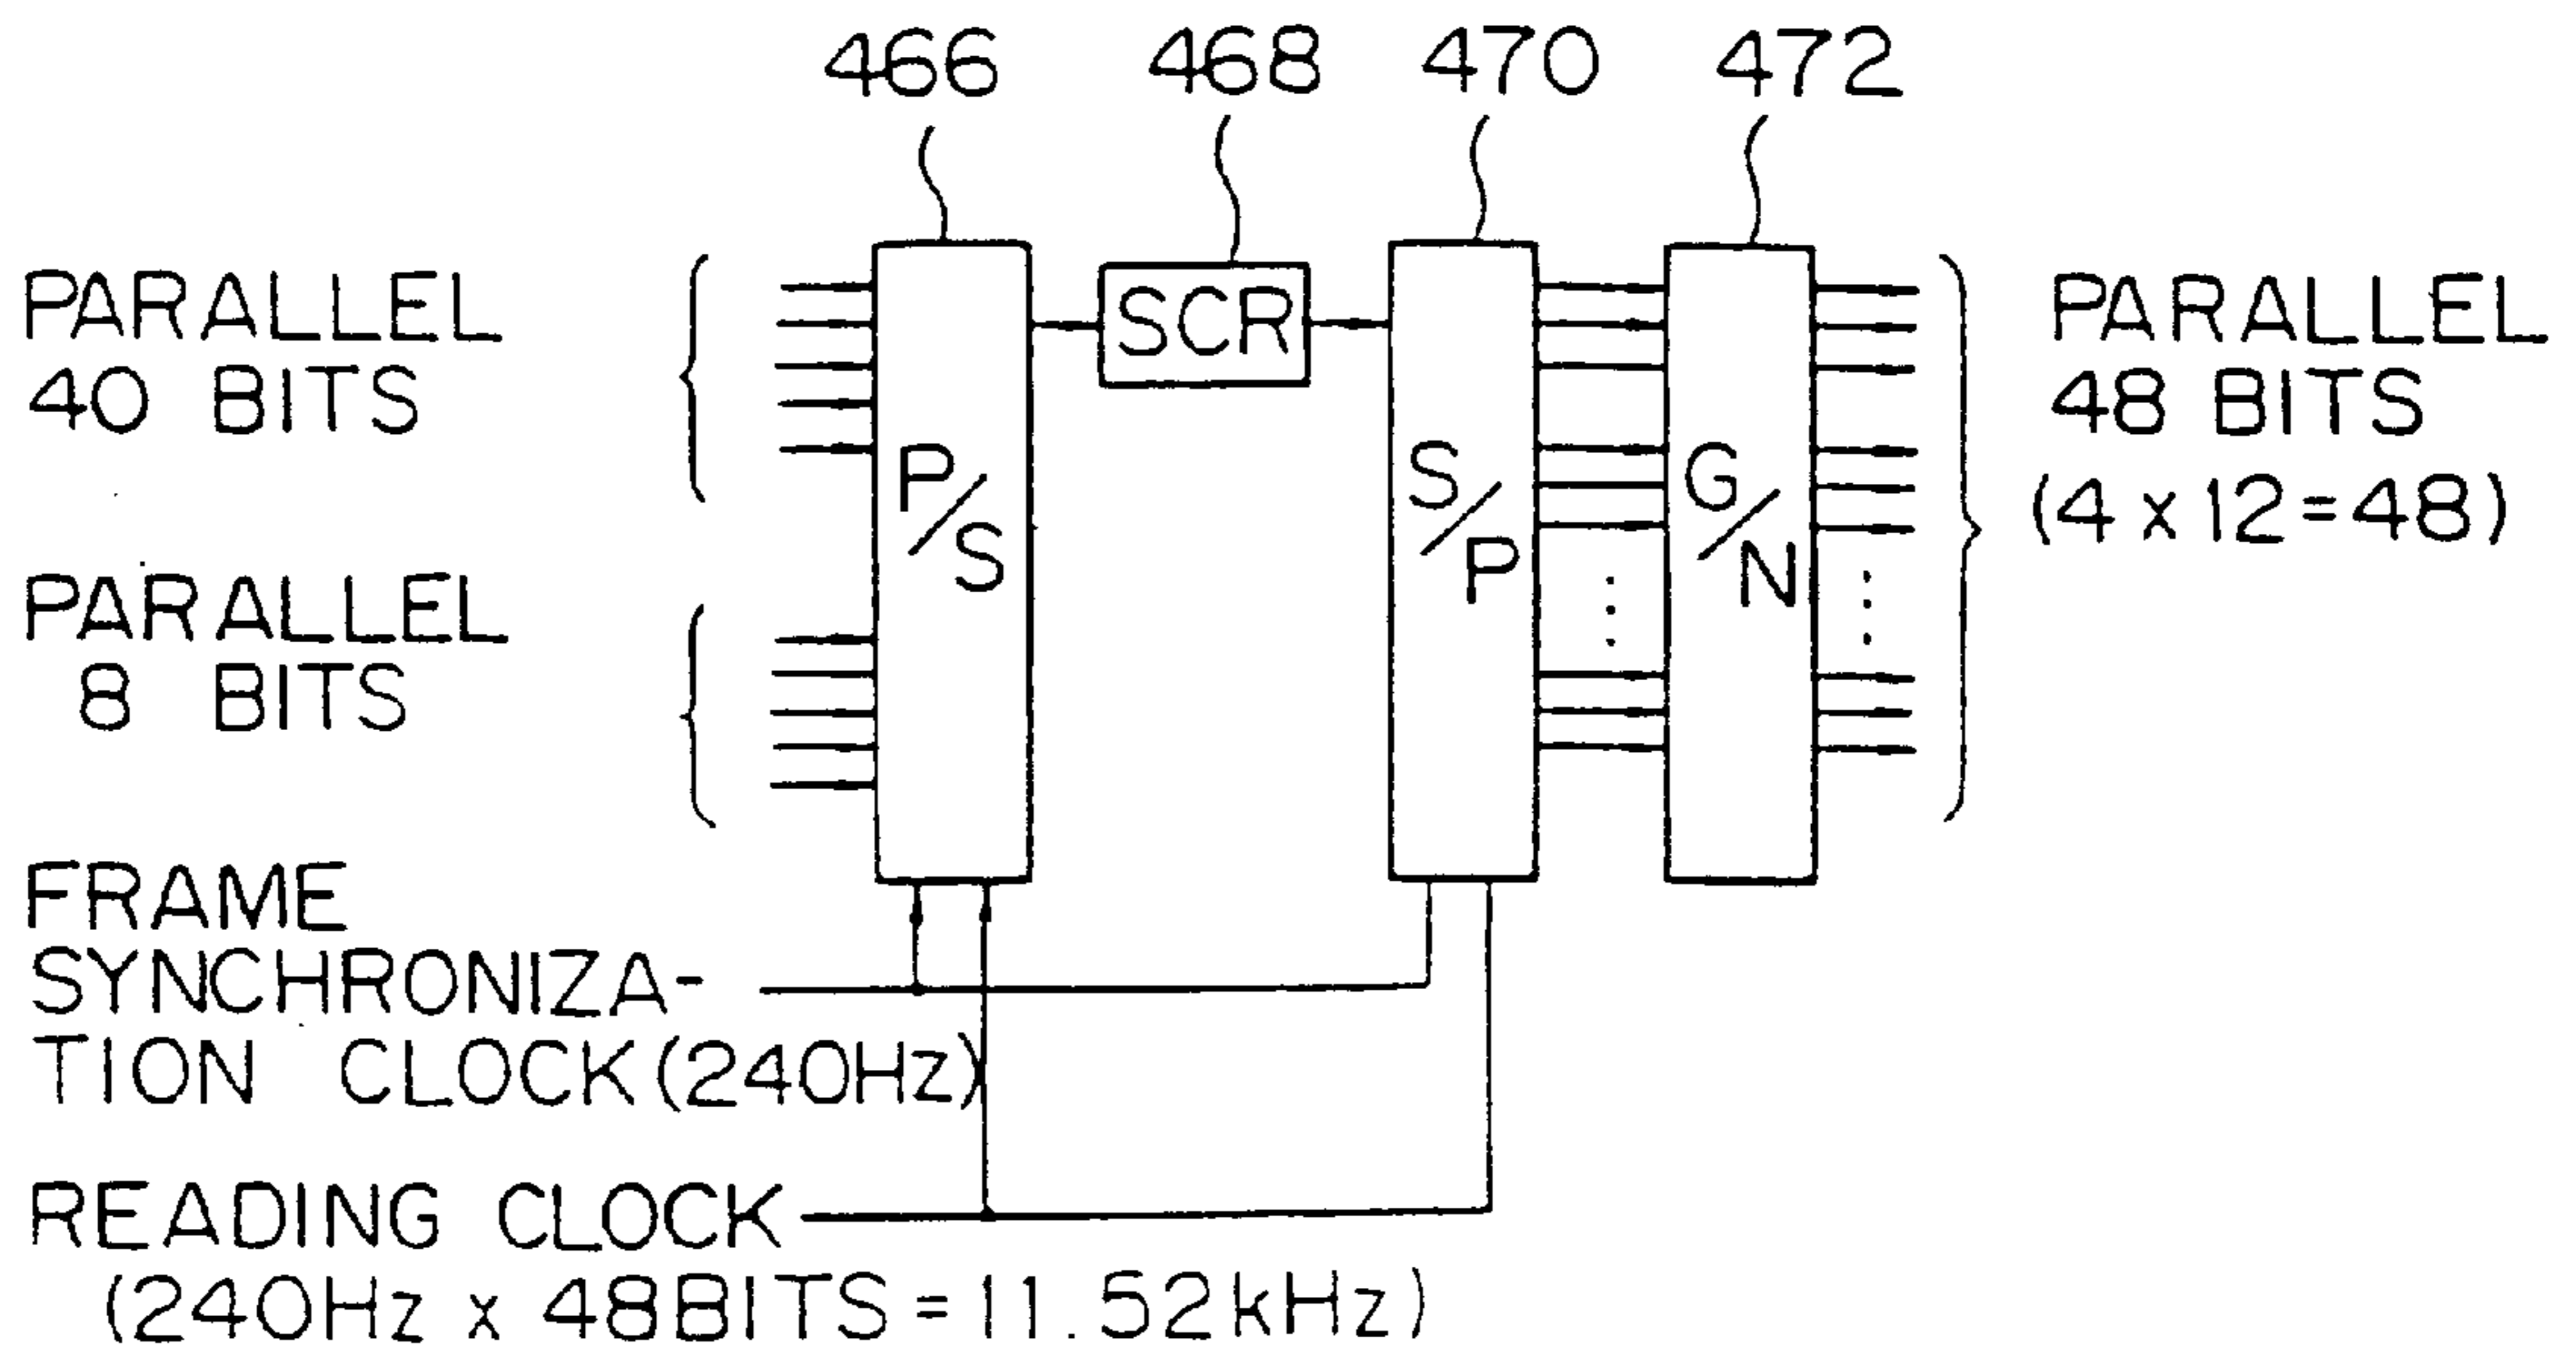 466
468
470
472
PARALLEL
40 BITS
PARALLEL
8 BITS
P/S
SCR
S/P
G/N
PARALLEL
48 BITS
(4 x 12 = 48)
FRAME
SYNCHRONIZA-
TION CLOCK (240Hz)
READING CLOCK
(240Hz x 48BITS = 11.52kHz)